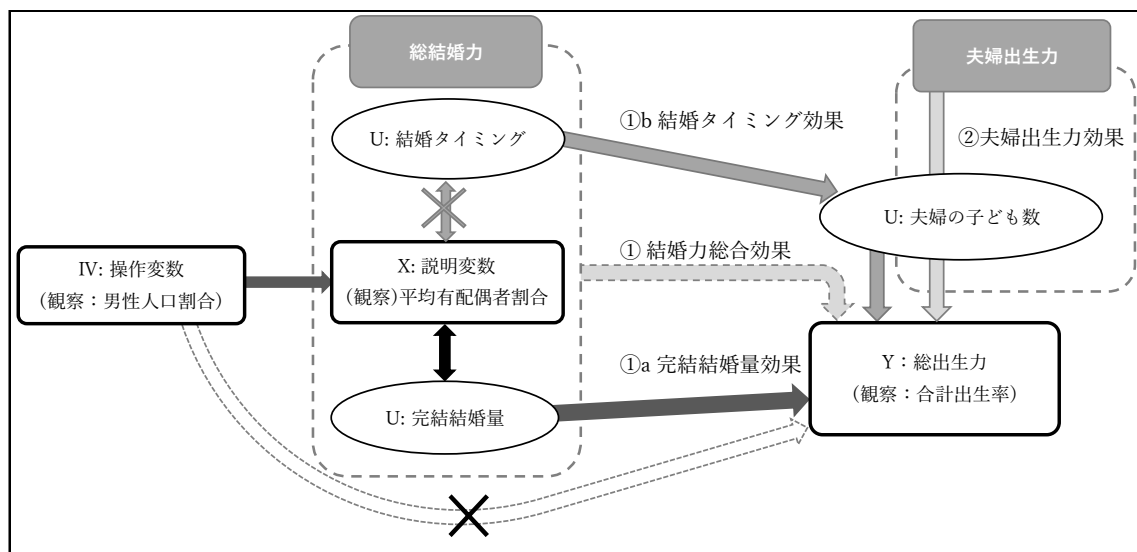 総結婚力
夫婦出生力
U: 結婚タイミング
①b 結婚タイミング効果
②夫婦出生力効果
U: 夫婦の子ども数
IV: 操作変数
(観察：男性人口割合)
X: 説明変数
(観察)平均有配偶者割合
① 結婚力総合効果
①a 完結結婚量効果
U: 完結結婚量
Y：総出生力
(観察：合計出生率)